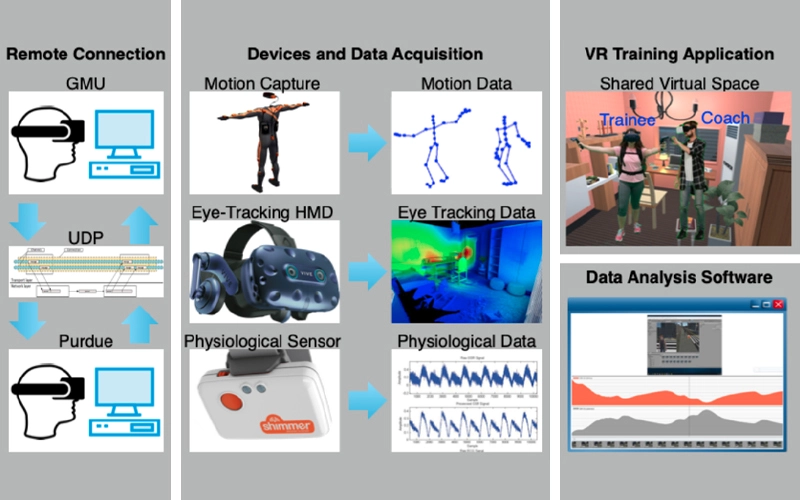 Remote Connection
GMU
UDP
Purdue
Devices and Data Acquisition
Motion Capture
Motion Data
Eye-Tracking HMD
Eye Tracking Data
VIVE
Physiological Sensor
Physiological Data
shimmer
VR Training Application
Shared Virtual Space
Trainee
Coach
Data Analysis Software